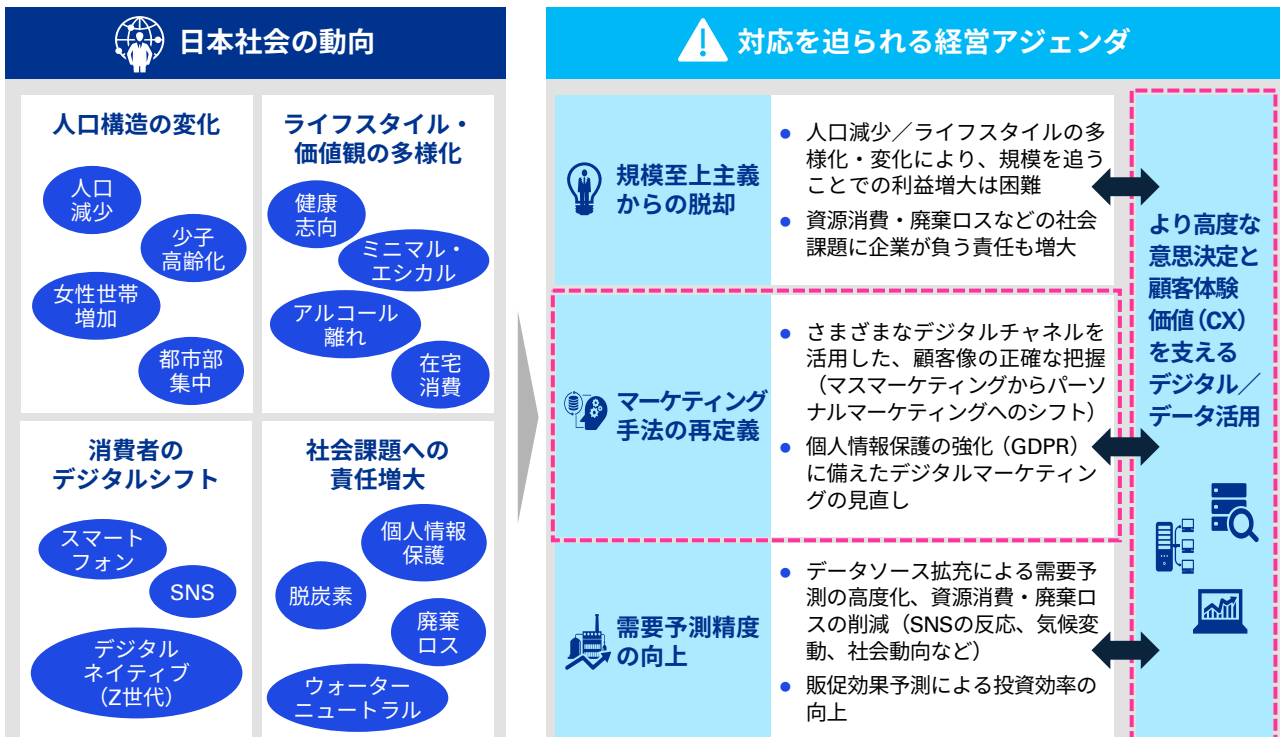 日本社会の動向
人口構造の変化
人口
減少
少子
高齢化
女性世帯
増加
都市部
集中
ライフスタイル・
価値観の多様化
健康
志向
ミニマル・
エシカル
アルコール
離れ
在宅
消費
消費者の
デジタルシフト
スマート
フォン
SNS
デジタル
ネイティブ
（Z世代）
社会課題への
責任増大
個人情報
保護
脱炭素
廃棄
ロス
ウォーター
ニュートラル
対応を迫られる経営アジェンダ
規模至上主義
からの脱却
● 人口減少／ライフスタイルの多
様化・変化により、規模を追う
ことでの利益増大は困難
● 資源消費・廃棄ロスなどの社会
課題に企業が負う責任も増大
マーケティング
手法の再定義
● さまざまなデジタルチャネルを
活用した、顧客像の正確な把握
（マスマーケティングからパーソ
ナルマーケティングへのシフト）
● 個人情報保護の強化（GDPR）
に備えたデジタルマーケティン
グの見直し
需要予測精度
の向上
● データソース拡充による需要予
測の高度化、資源消費・廃棄ロ
スの削減（SNSの反応、気候変
動、社会動向など）
● 販促効果予測による投資効率の
向上
より高度な
意思決定と
顧客体験
価値（CX）
を支える
デジタル／
データ活用